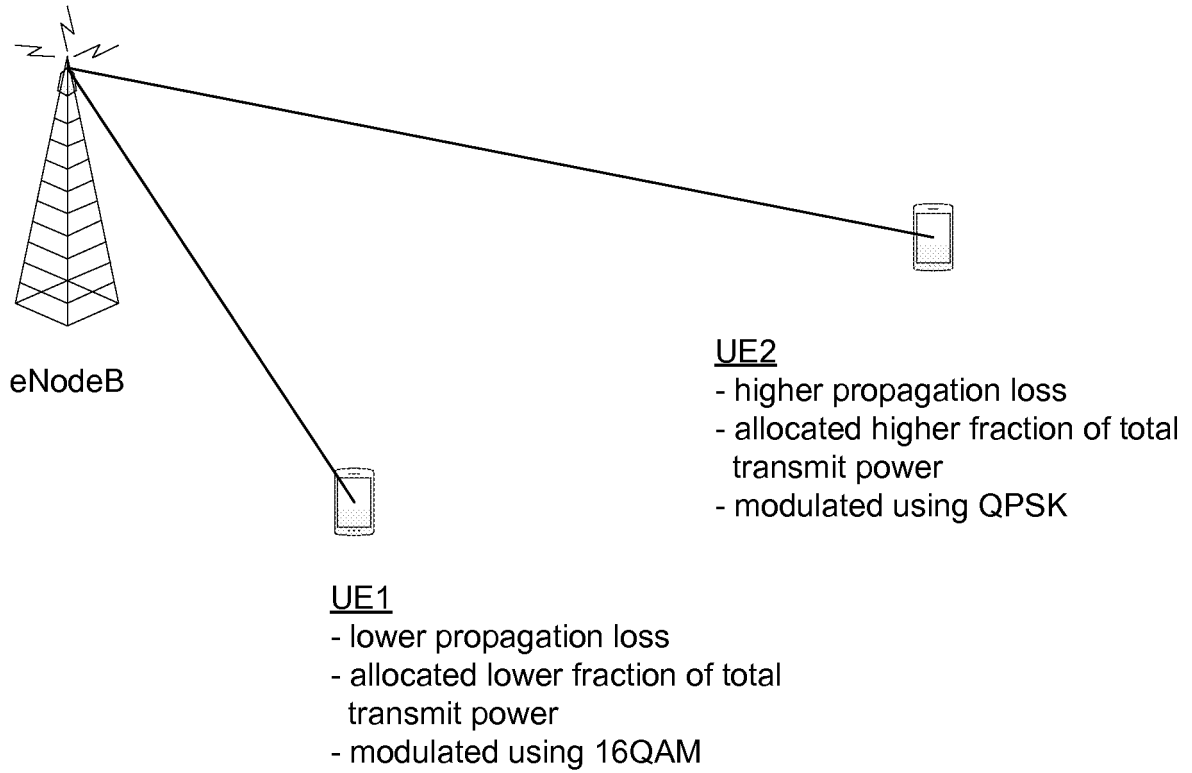 eNodeB
UE2
- higher propagation loss
- allocated higher fraction of total
transmit power
- modulated using QPSK
UE1
- lower propagation loss
- allocated lower fraction of total
transmit power
- modulated using 16QAM